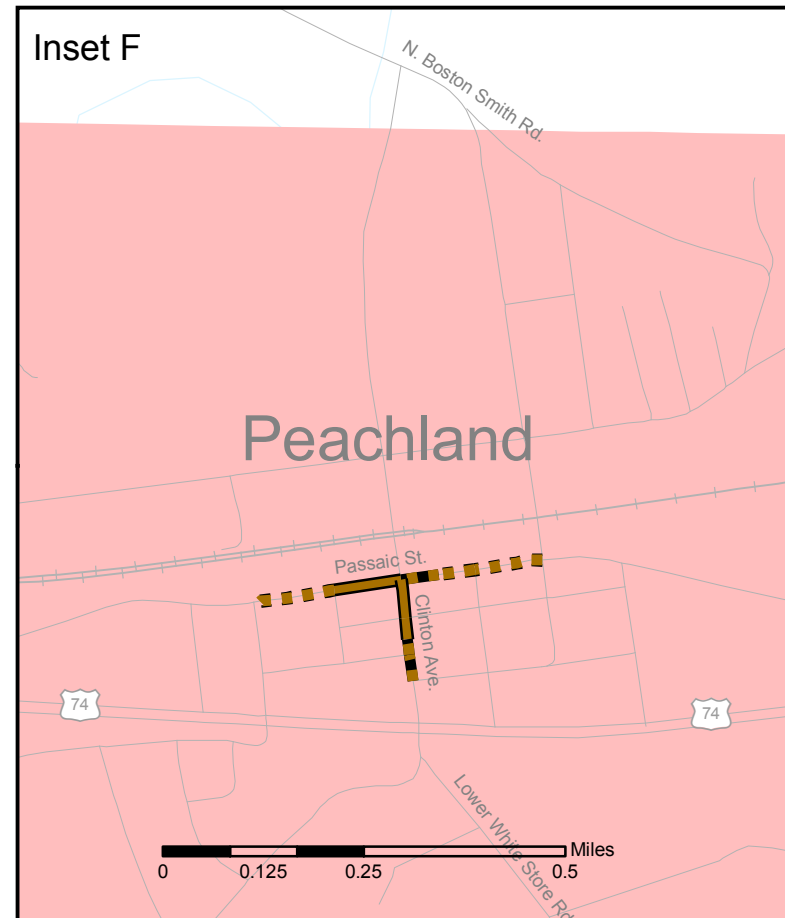 Inset F
N. Boston Smith Rd.
Peachland
Passaic St.
Clinton Ave.
74
74
Lower White Store Rd.
Miles
0 0.125 0.25 0.5